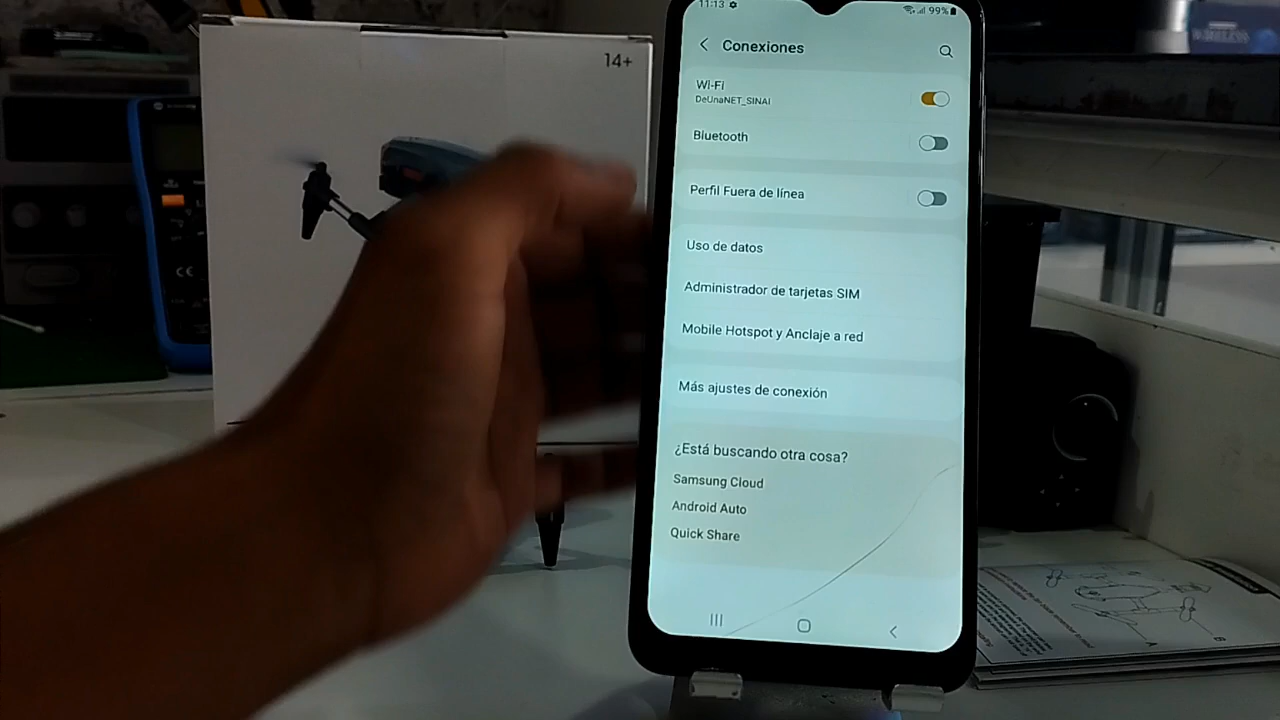 14+
11:13
99%
Conexiones
Wi-Fi
DeUnaNET_SINAI
Bluetooth
Perfil Fuera de línea
Uso de datos
Administrador de tarjetas SIM
Mobile Hotspot y Anclaje a red
Más ajustes de conexión
¿Está buscando otra cosa?
Samsung Cloud
Android Auto
Quick Share
CE
A
B